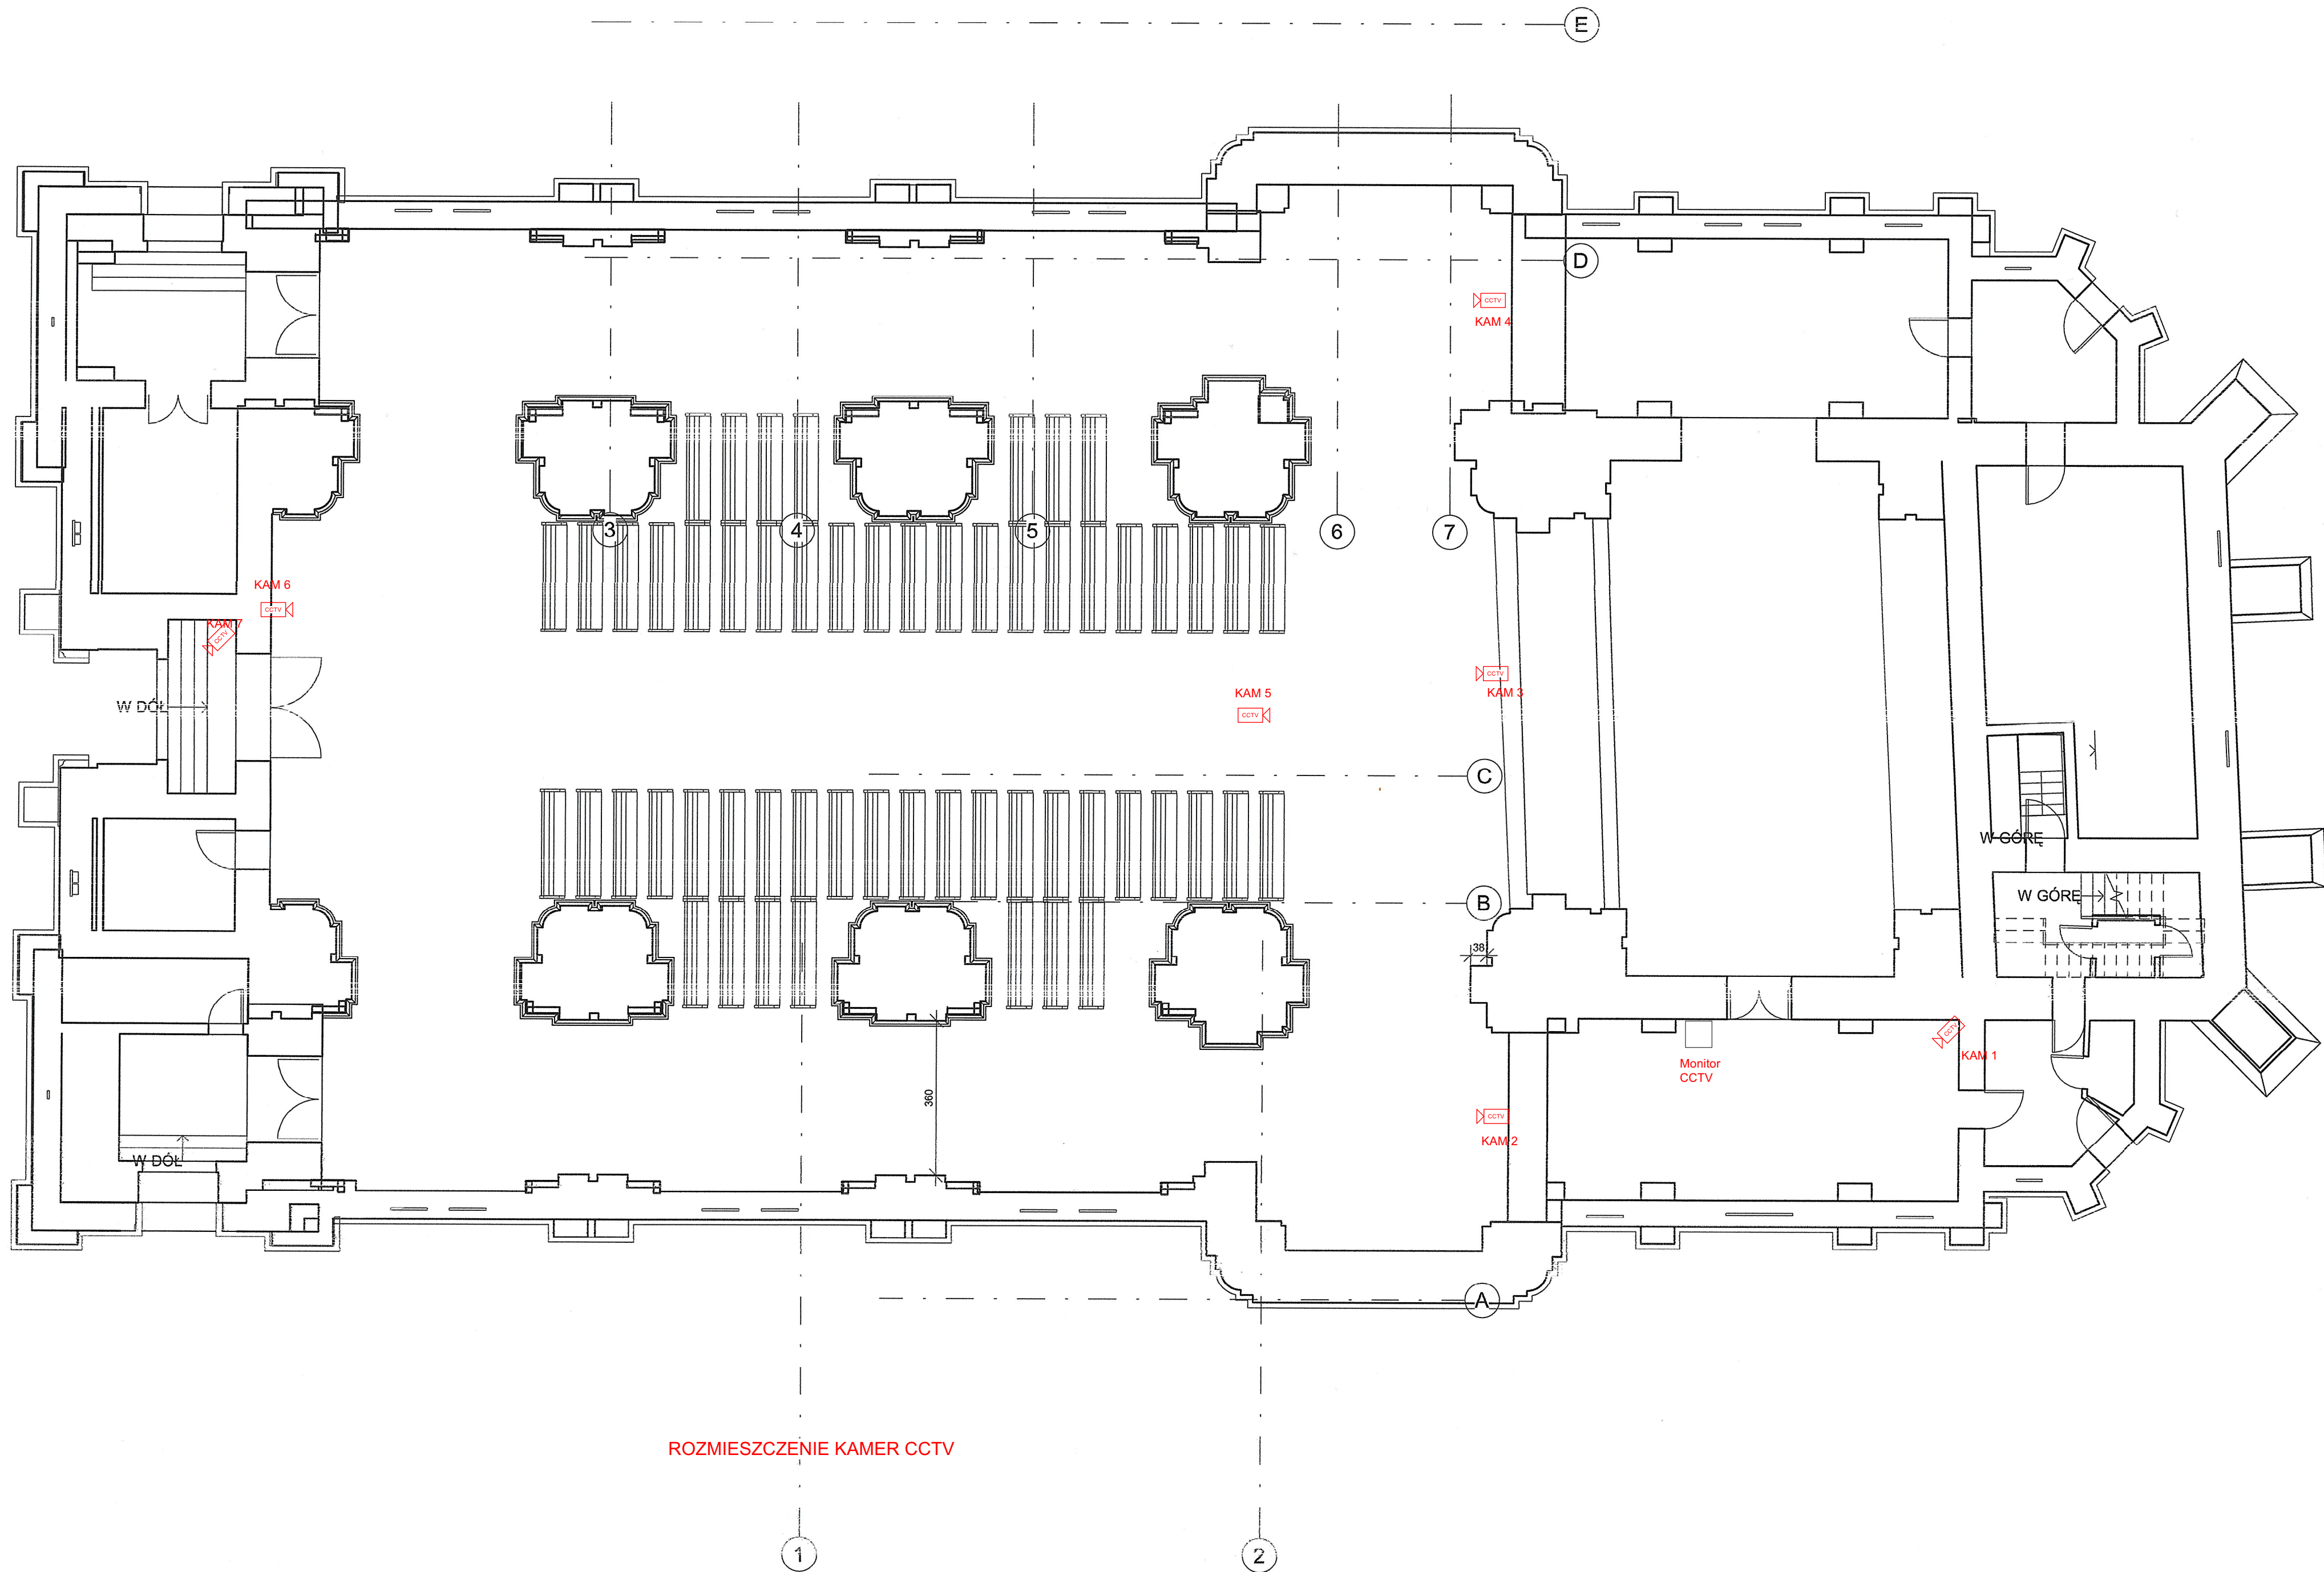 E
D
CCTV
KAM 4
3
4
5
6
7
KAM 6
CCTV
KAM 7
CCTV
CCTV
KAM 3
KAM 5
CCTV
W DÓŁ
C
W GÓRĘ
W GÓRĘ
B
38
CCTV
KAM 1
Monitor
CCTV
360
CCTV
KAM 2
W DÓŁ
A
ROZMIESZCZENIE KAMER CCTV
1
2